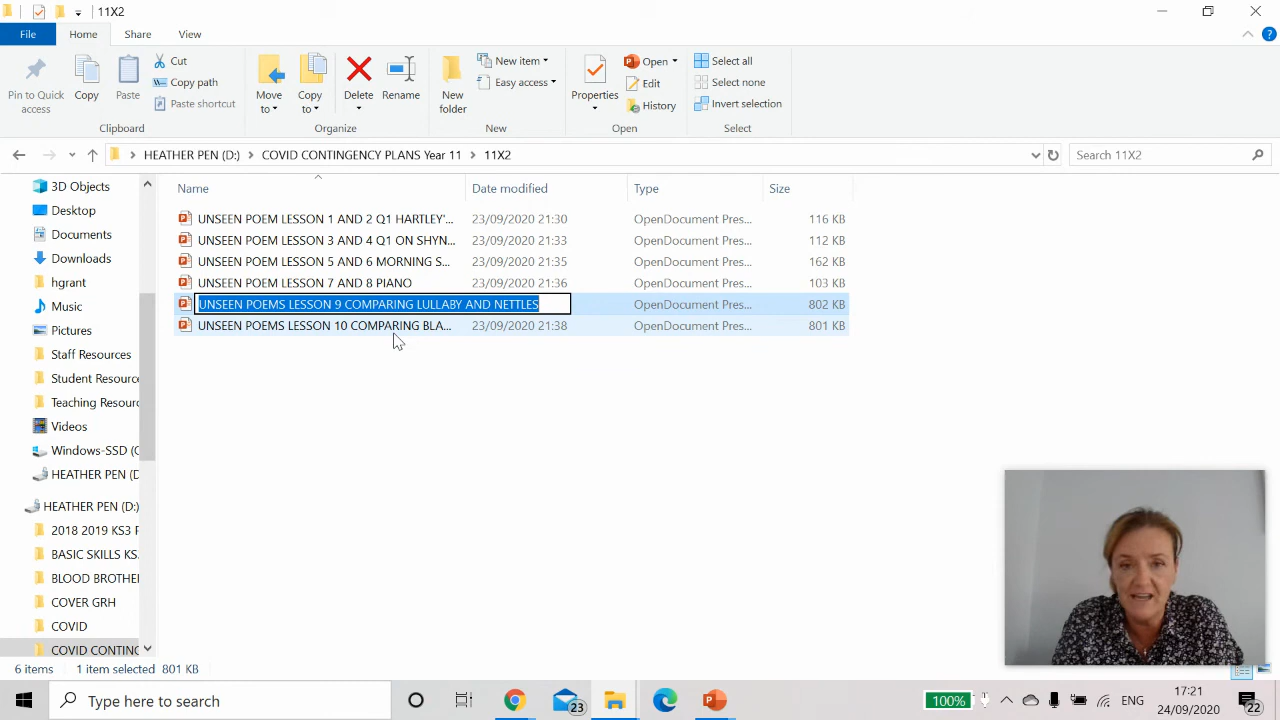 11X2
File Home Share View
Pin to Quick access
Copy
Paste
Cut
Copy path
Paste shortcut
Clipboard
Move to
Copy to
Delete
Rename
Organize
New folder
New item
Easy access
New
Properties
Open
Edit
History
Open
Select all
Select none
Invert selection
Select
HEATHER PEN (D:) COVID CONTINGENCY PLANS Year 11 11X2
Search 11X2
Name Date modified Type Size
UNSEEN POEM LESSON 1 AND 2 Q1 HARTLEY'... 23/09/2020 21:30 OpenDocument Pres... 116 KB
UNSEEN POEM LESSON 3 AND 4 Q1 ON SHYN... 23/09/2020 21:33 OpenDocument Pres... 112 KB
UNSEEN POEM LESSON 5 AND 6 MORNING S... 23/09/2020 21:35 OpenDocument Pres... 162 KB
UNSEEN POEM LESSON 7 AND 8 PIANO 23/09/2020 21:36 OpenDocument Pres... 103 KB
UNSEEN POEMS LESSON 9 COMPARING LULLABY AND NETTLES OpenDocument Pres... 802 KB
UNSEEN POEMS LESSON 10 COMPARING BLA... 23/09/2020 21:38 OpenDocument Pres... 801 KB
3D Objects
Desktop
Documents
Downloads
hgrant
Music
Pictures
Staff Resources
Student Resourc
Teaching Resourc
Videos
Windows-SSD (C
HEATHER PEN (D
HEATHER PEN (D:)
2018 2019 KS3 P
BASIC SKILLS KS.
BLOOD BROTHER
COVER GRH
COVID
COVID CONTINC
6 items 1 item selected 801 KB
Type here to search
23
100%
ENG
17:21
24/09/2020
22